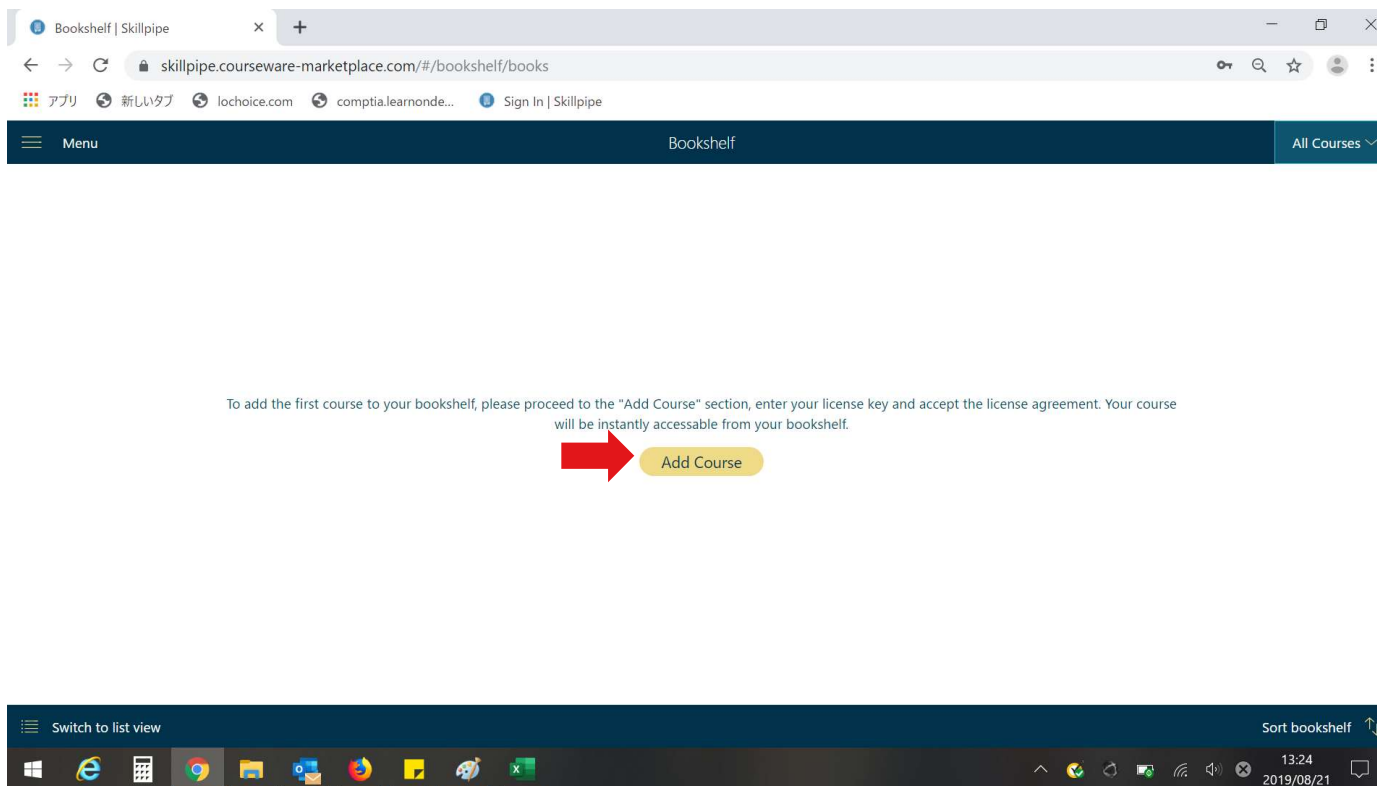 Bookshelf | Skillpipe
skillpipe.courseware-marketplace.com/#/bookshelf/books
アプリ 新しいタブ lochoice.com comptia.learnonde... Sign In | Skillpipe
Menu Bookshelf All Courses
To add the first course to your bookshelf, please proceed to the "Add Course" section, enter your license key and accept the license agreement. Your course
will be instantly accessable from your bookshelf.
Add Course
Switch to list view Sort bookshelf
13:24
2019/08/21